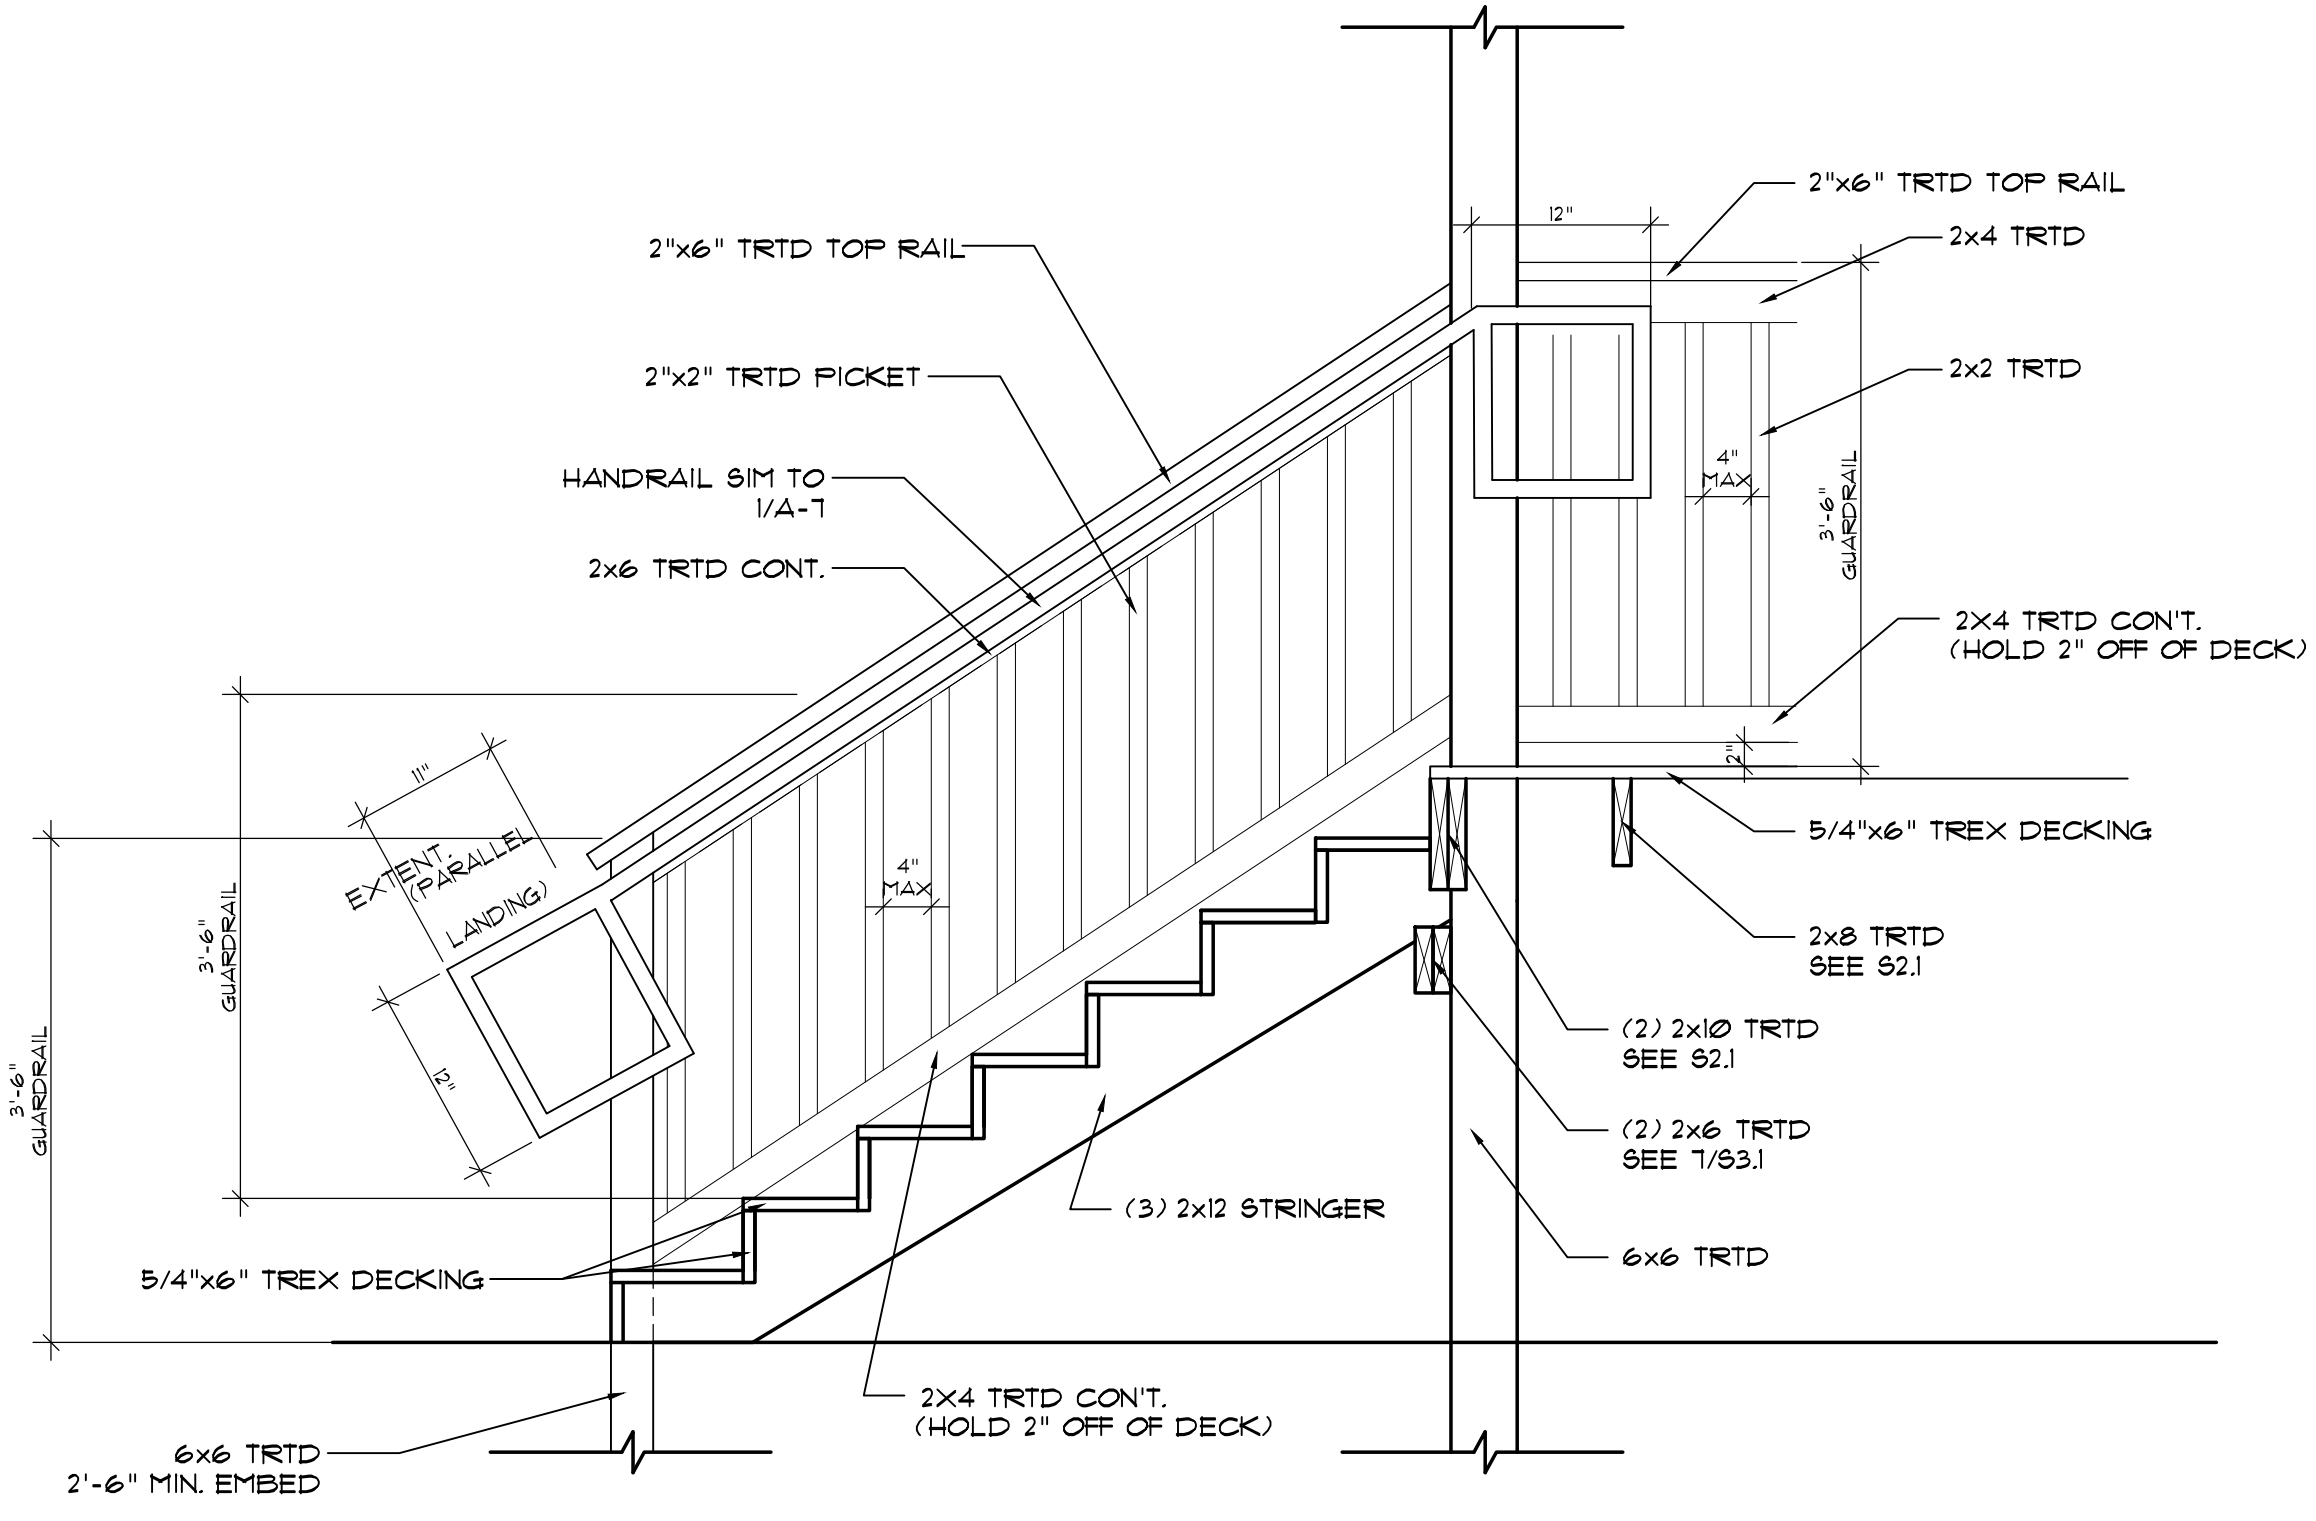 12"
2"x6" TRTD TOP RAIL
2x4 TRTD
2"x6" TRTD TOP RAIL
2x2 TRTD
2"x2" TRTD PICKET
4"
MAX
HANDRAIL SIM TO
1/A-7
3'-6"
GUARDRAIL
2x6 TRTD CONT.
2X4 TRTD CON'T.
(HOLD 2" OFF OF DECK)
2"
11"
EXTENT.
(PARALLEL
LANDING)
5/4"x6" TREX DECKING
4"
MAX
3'-6"
GUARDRAIL
2x8 TRTD
SEE S2.1
12"
(2) 2x10 TRTD
SEE S2.1
3'-6"
GUARDRAIL
(2) 2x6 TRTD
SEE 7/S3.1
(3) 2x12 STRINGER
6x6 TRTD
5/4"x6" TREX DECKING
2X4 TRTD CON'T.
(HOLD 2" OFF OF DECK)
6x6 TRTD
2'-6" MIN. EMBED